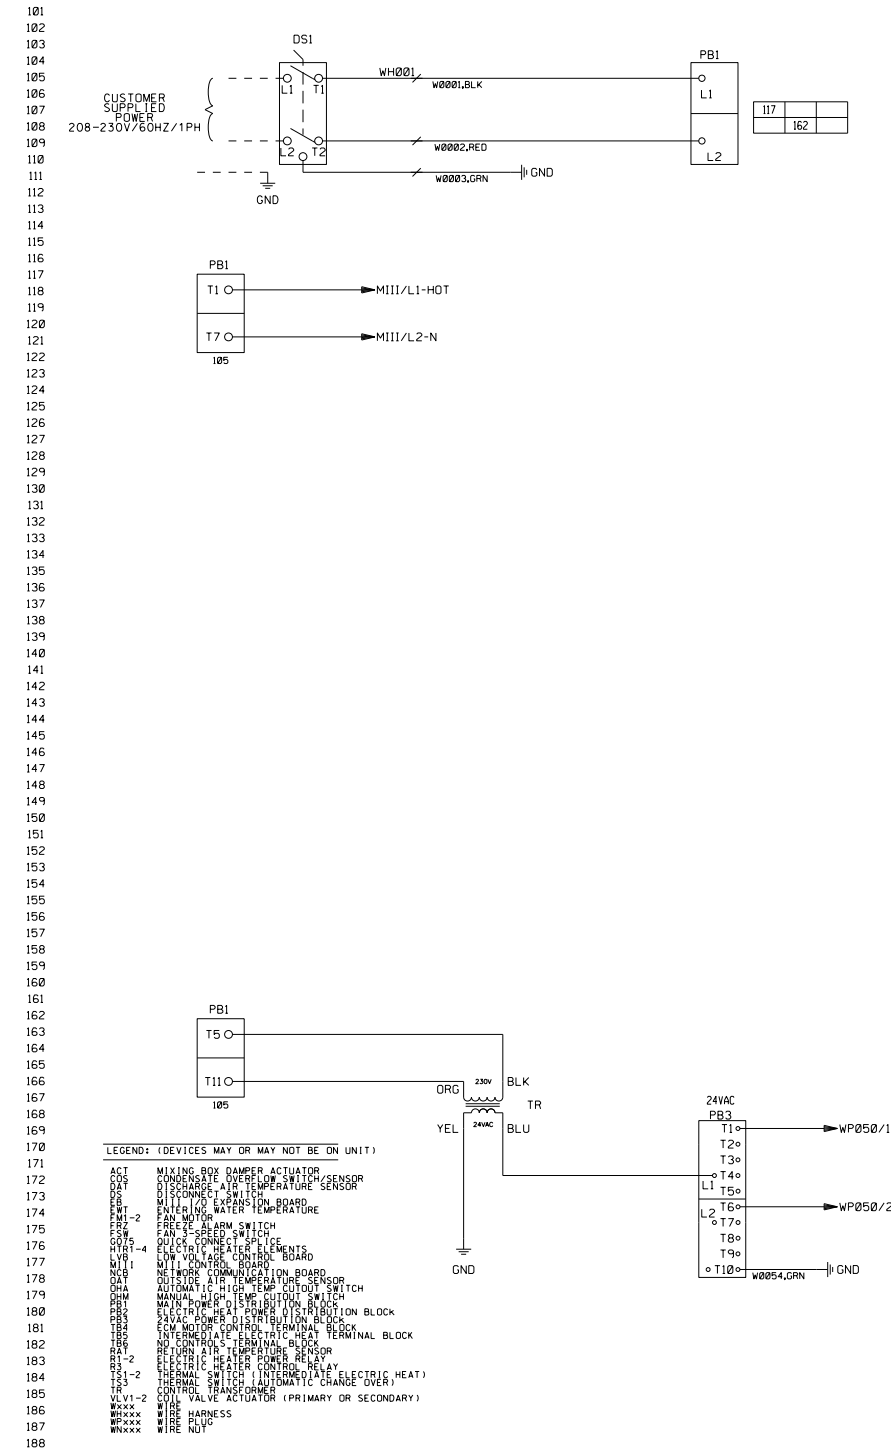 101
102
103
104
105
106
107
108
109
110
111
112
113
114
115
116
117
118
119
120
121
122
123
124
125
126
127
128
129
130
131
132
133
134
135
136
137
138
139
140
141
142
143
144
145
146
147
148
149
150
151
152
153
154
155
156
157
158
159
160
161
162
163
164
165
166
167
168
169
170
171
172
173
174
175
176
177
178
179
180
181
182
183
184
185
186
187
188
DS1
PB1
WH001
W0001,BLK
L1 T1
L1
CUSTOMER
SUPPLIED
POWER
208-230V/60HZ/1PH
117
162
W0002,RED
L2 T2
L2
W0003,GRN
GND
GND
PB1
T1
MIII/L1-HOT
T7
MIII/L2-N
105
PB1
T5
T11
105
ORG
230V
BLK
TR
YEL
24VAC
BLU
GND
24VAC
PB3
T1
WP050/1
T2
T3
T4
L1
T5
T6
WP050/2
L2
T7
T8
T9
T10
W0054,GRN
GND
LEGEND: (DEVICES MAY OR MAY NOT BE ON UNIT)
ACT MIXING BOX DAMPER ACTUATOR
COS CONDENSATE OVERFLOW SWITCH/SENSOR
DAT DISCHARGE AIR TEMPERATURE SENSOR
DS DISCONNECT SWITCH
EB MIII I/O EXPANSION BOARD
EWT ENTERING WATER TEMPERATURE
FM1-2 FAN MOTOR
FRZ FREEZE ALARM SWITCH
FSW FAN 3-SPEED SWITCH
GO75 QUICK CONNECT SPLICE
HTR1-4 ELECTRIC HEATER ELEMENTS
LVB LOW VOLTAGE CONTROL BOARD
MIII MIII CONTROL BOARD
NCB NETWORK COMMUNICATION BOARD
OAT OUTSIDE AIR TEMPERATURE SENSOR
OHA AUTOMATIC HIGH TEMP CUTOUT SWITCH
OHM MANUAL HIGH TEMP CUTOUT SWITCH
PB1 MAIN POWER DISTRIBUTION BLOCK
PB2 ELECTRIC HEAT POWER DISTRIBUTION BLOCK
PB3 24VAC POWER DISTRIBUTION BLOCK
TB4 ECM MOTOR CONTROL TERMINAL BLOCK
TB5 INTERMEDIATE ELECTRIC HEAT TERMINAL BLOCK
TB6 NO CONTROLS TERMINAL BLOCK
RAT RETURN AIR TEMPERTURE SENSOR
R1-2 ELECTRIC HEATER POWER RELAY
R3 ELECTRIC HEATER CONTROL RELAY
TS1-2 THERMAL SWITCH (INTERMEDIATE ELECTRIC HEAT)
TS3 THERMAL SWITCH (AUTOMATIC CHANGE OVER)
TR CONTROL TRANSFORMER
VLV1-2 COIL VALVE ACTUATOR (PRIMARY OR SECONDARY)
Wxxx WIRE
WHxxx WIRE HARNESS
WPxxx WIRE PLUG
WNxxx WIRE NUT